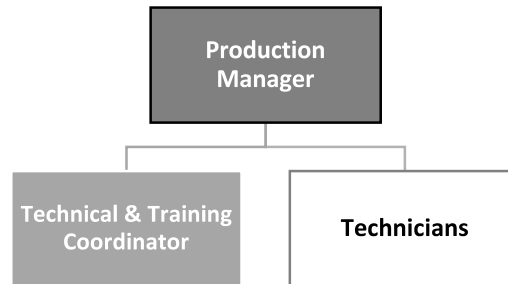 Production
Manager
Technical & Training
Coordinator
Technicians